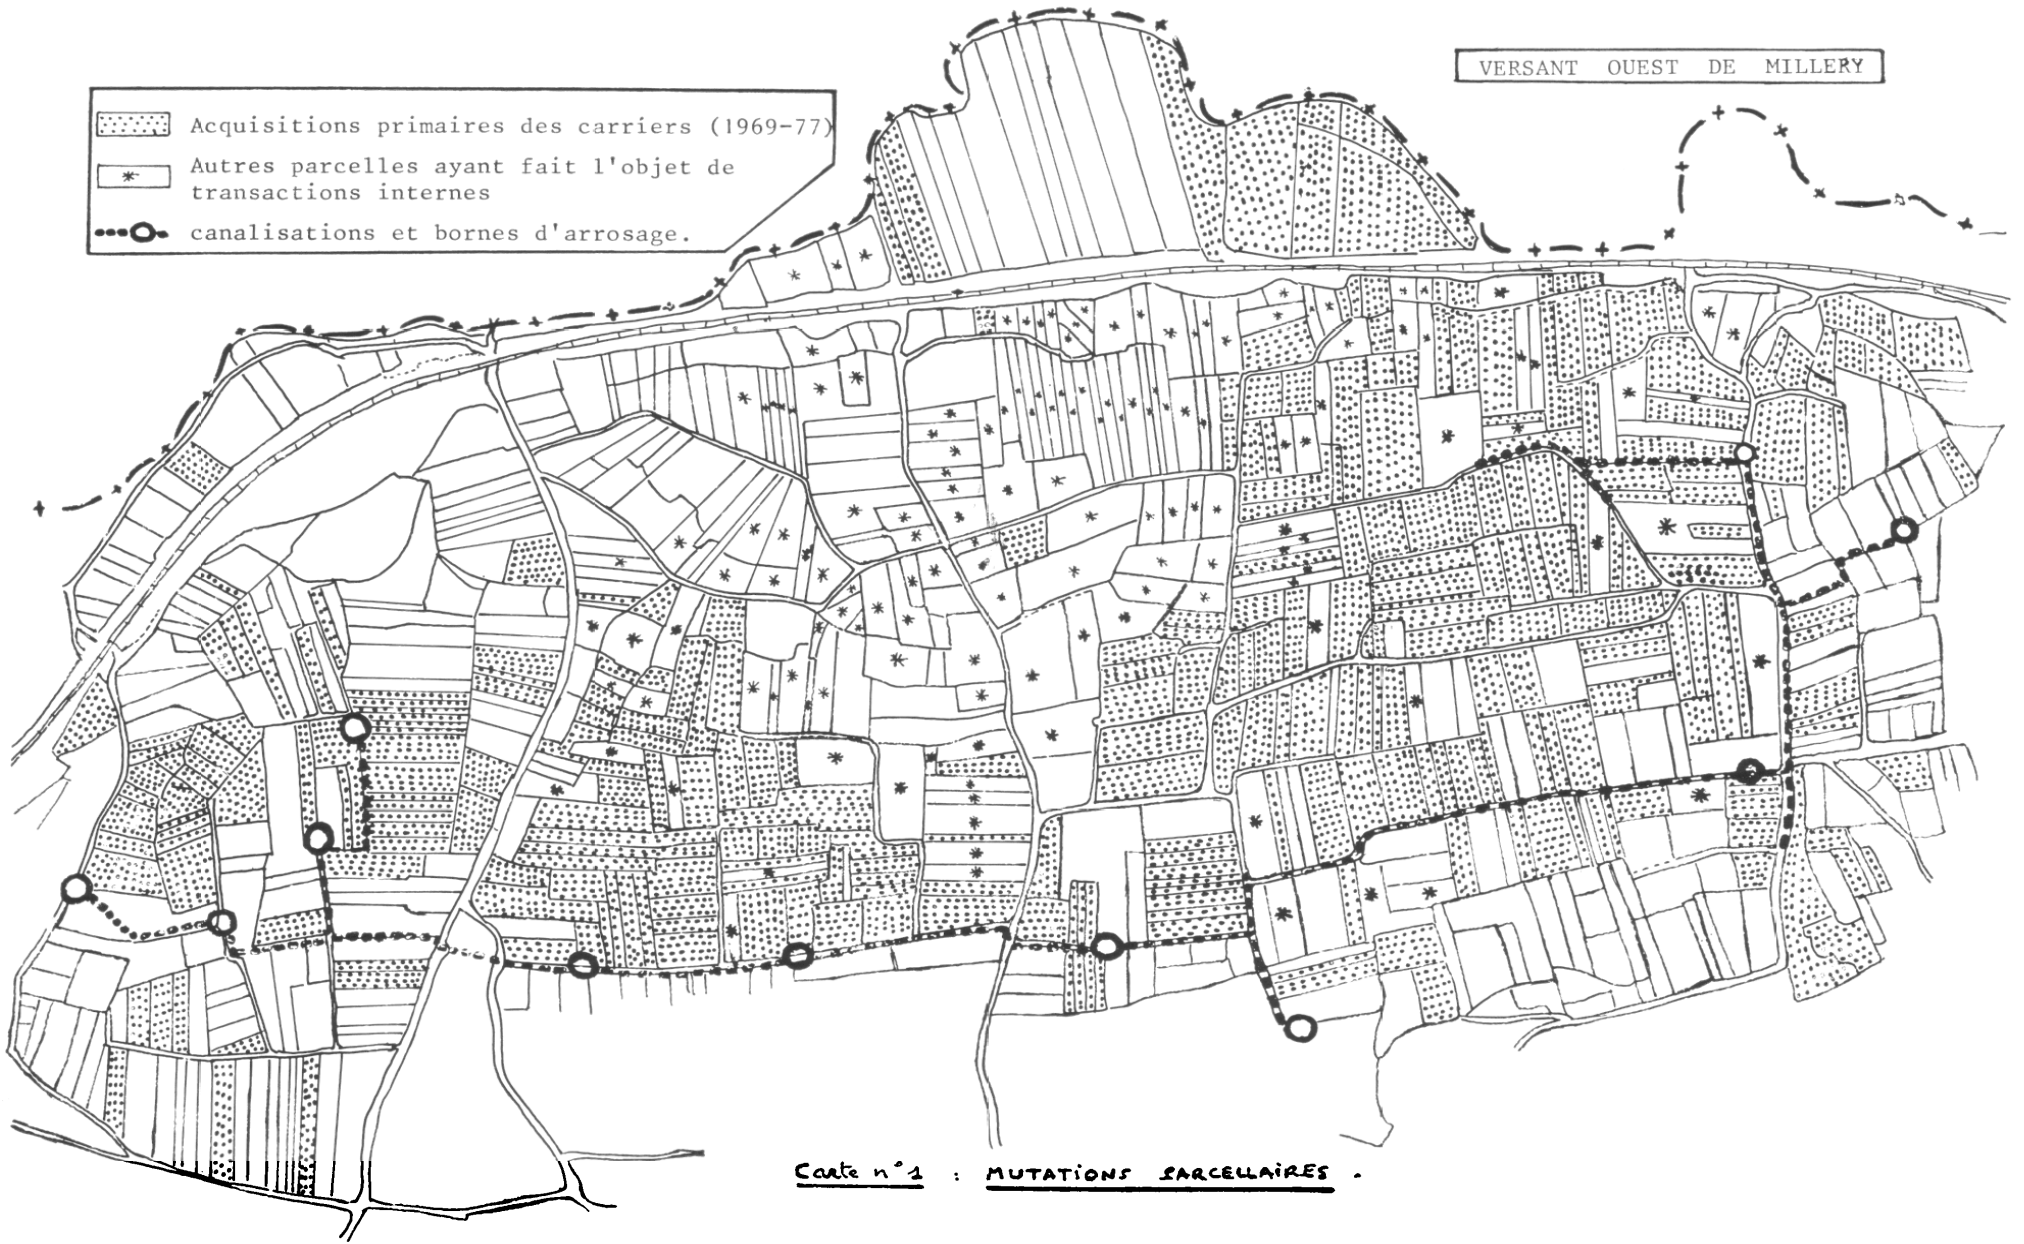 VERSANT OUEST DE MILLERY
Acquisitions primaires des carriers (1969-77)
Autres parcelles ayant fait l'objet de
transactions internes
canalisations et bornes d'arrosage.
Carte n°1 : MUTATIONS PARCELLAIRES.